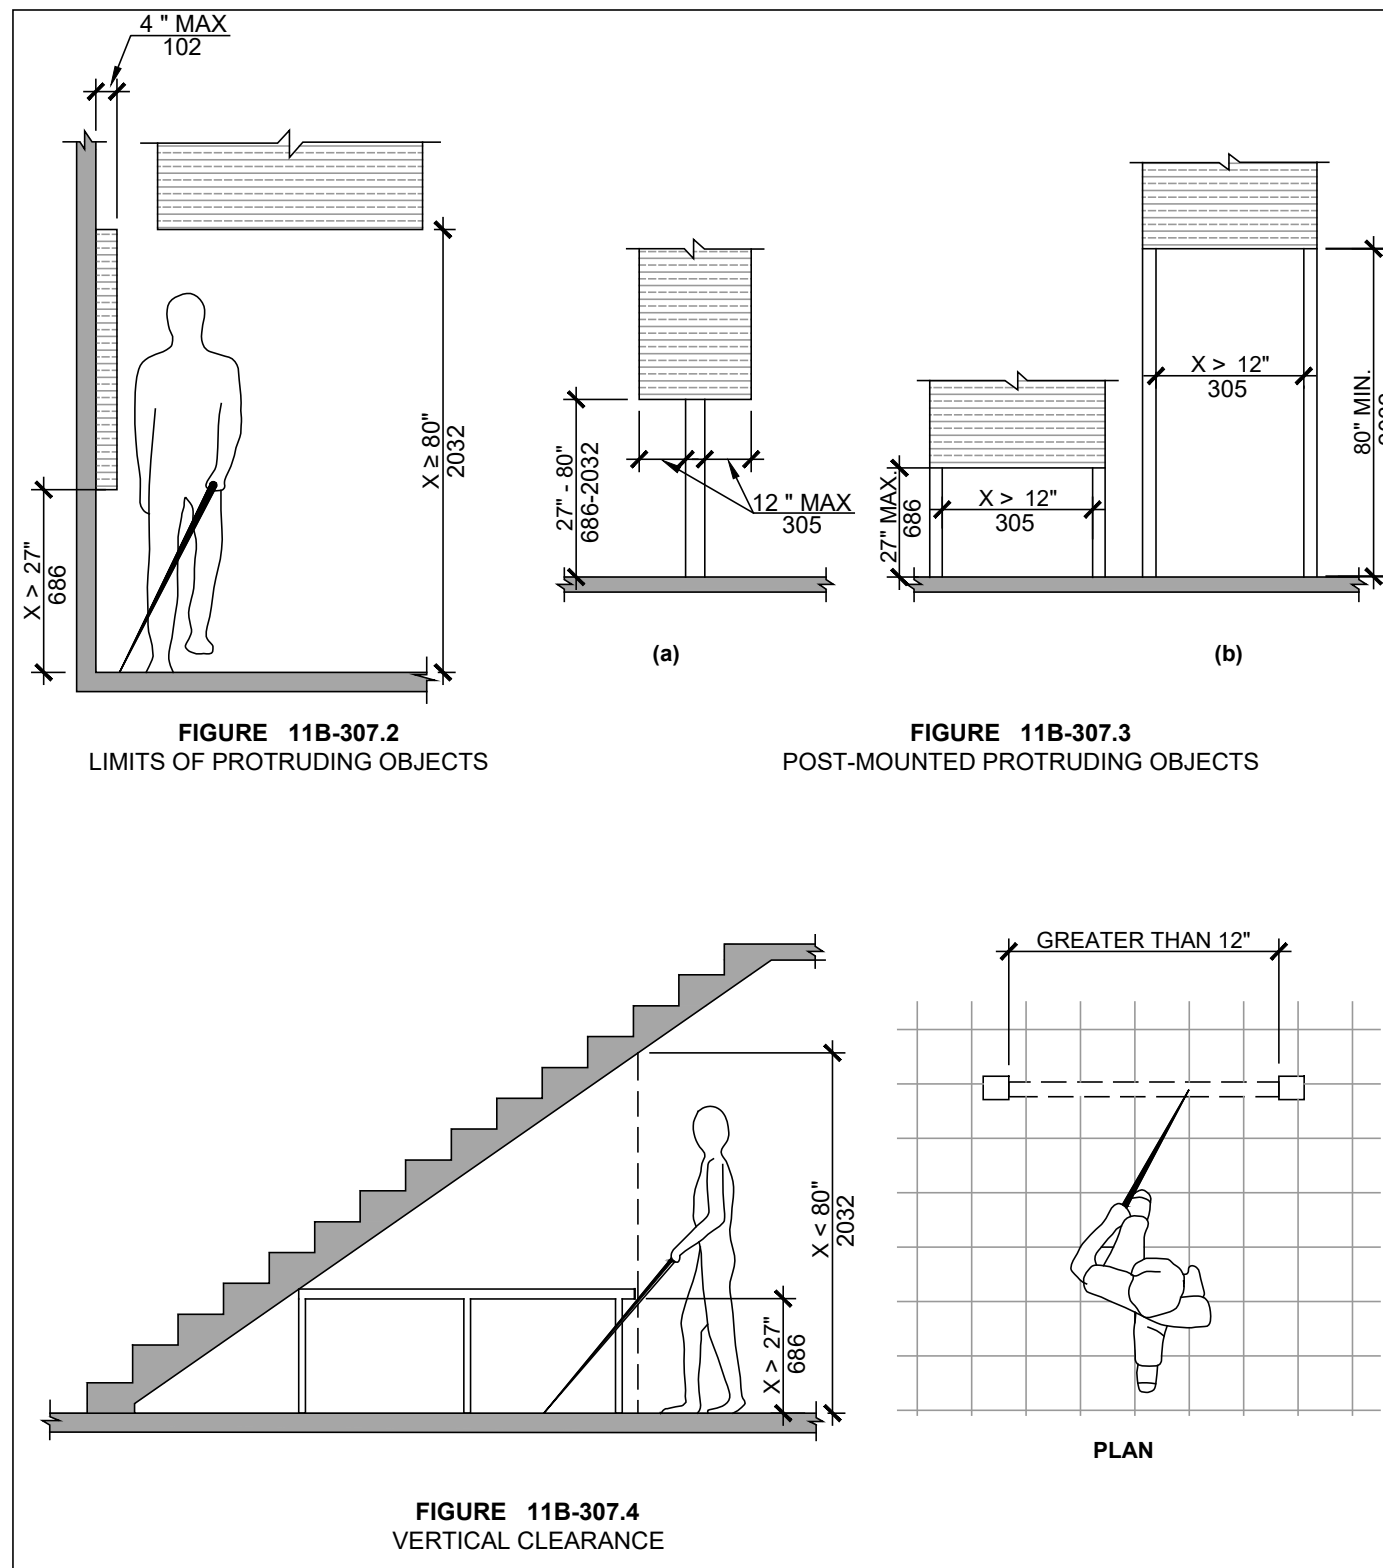 4 " MAX
102
X > 27"
686
X ≥ 80"
2032
FIGURE 11B-307.2
LIMITS OF PROTRUDING OBJECTS
27" - 80"
686-2032
12 " MAX
305
(a)
27" MAX.
686
X > 12"
305
X > 12"
305
80" MIN.
(b)
FIGURE 11B-307.3
POST-MOUNTED PROTRUDING OBJECTS
X < 80"
2032
X > 27"
686
FIGURE 11B-307.4
VERTICAL CLEARANCE
GREATER THAN 12"
PLAN